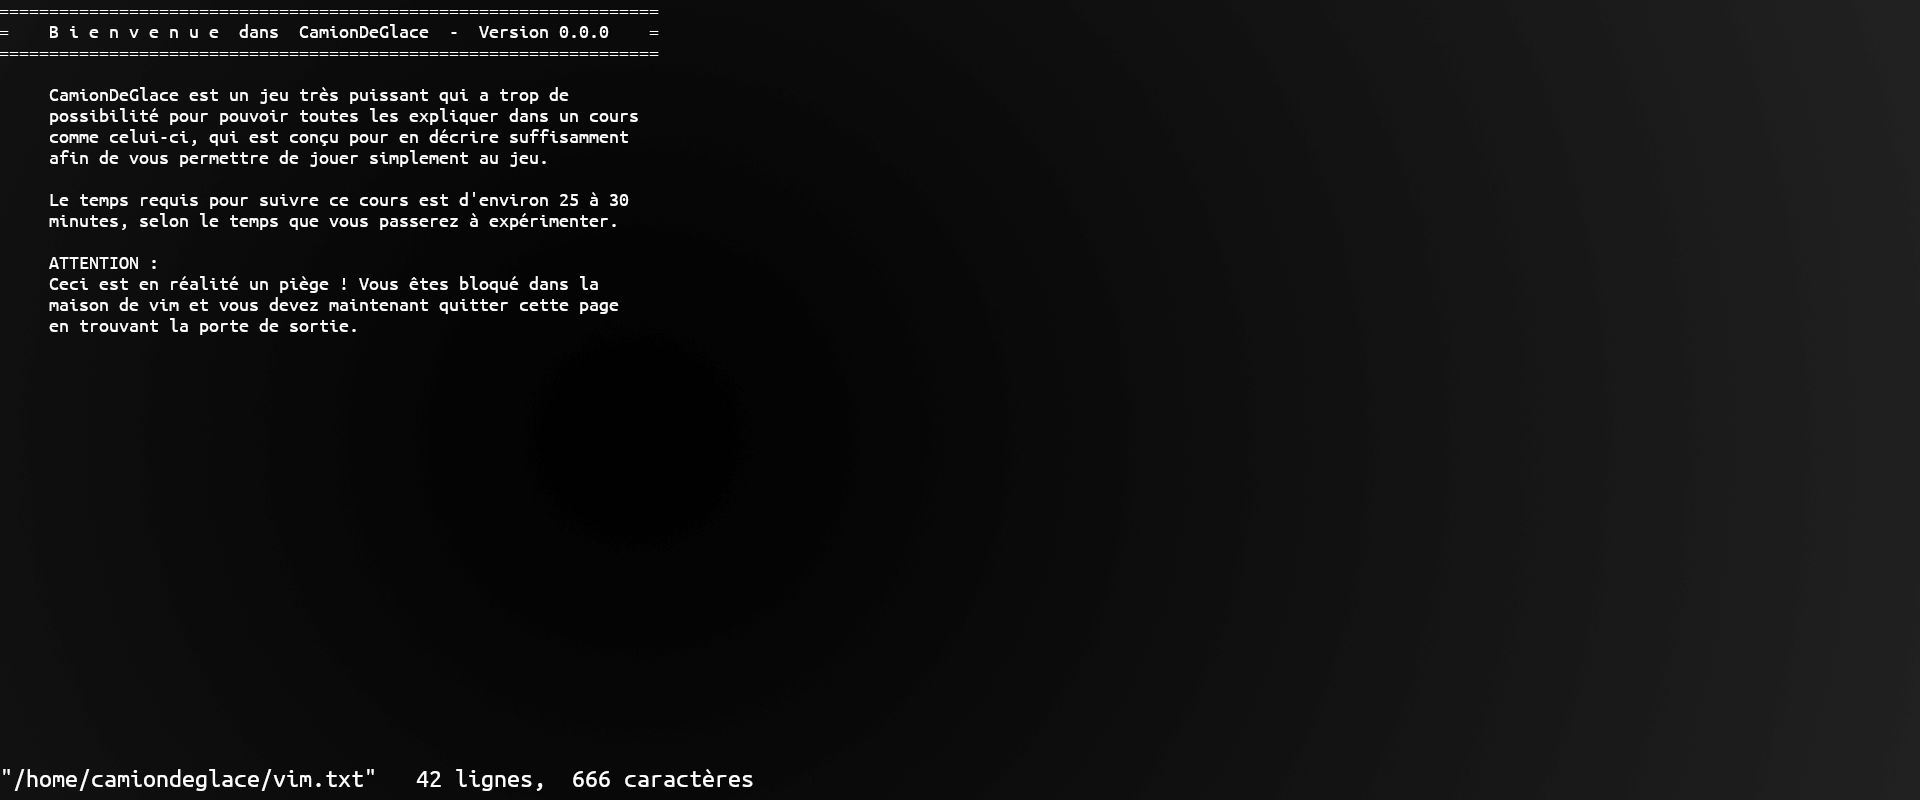 ==================================================================
=    B i e n v e n u e  dans  CamionDeGlace  -  Version 0.0.0    =
==================================================================
CamionDeGlace est un jeu très puissant qui a trop de
possibilité pour pouvoir toutes les expliquer dans un cours
comme celui-ci, qui est conçu pour en décrire suffisamment
afin de vous permettre de jouer simplement au jeu.
Le temps requis pour suivre ce cours est d'environ 25 à 30
minutes, selon le temps que vous passerez à expérimenter.
ATTENTION :
Ceci est en réalité un piège ! Vous êtes bloqué dans la
maison de vim et vous devez maintenant quitter cette page
en trouvant la porte de sortie.
"/home/camiondeglace/vim.txt"   42 lignes,  666 caractères